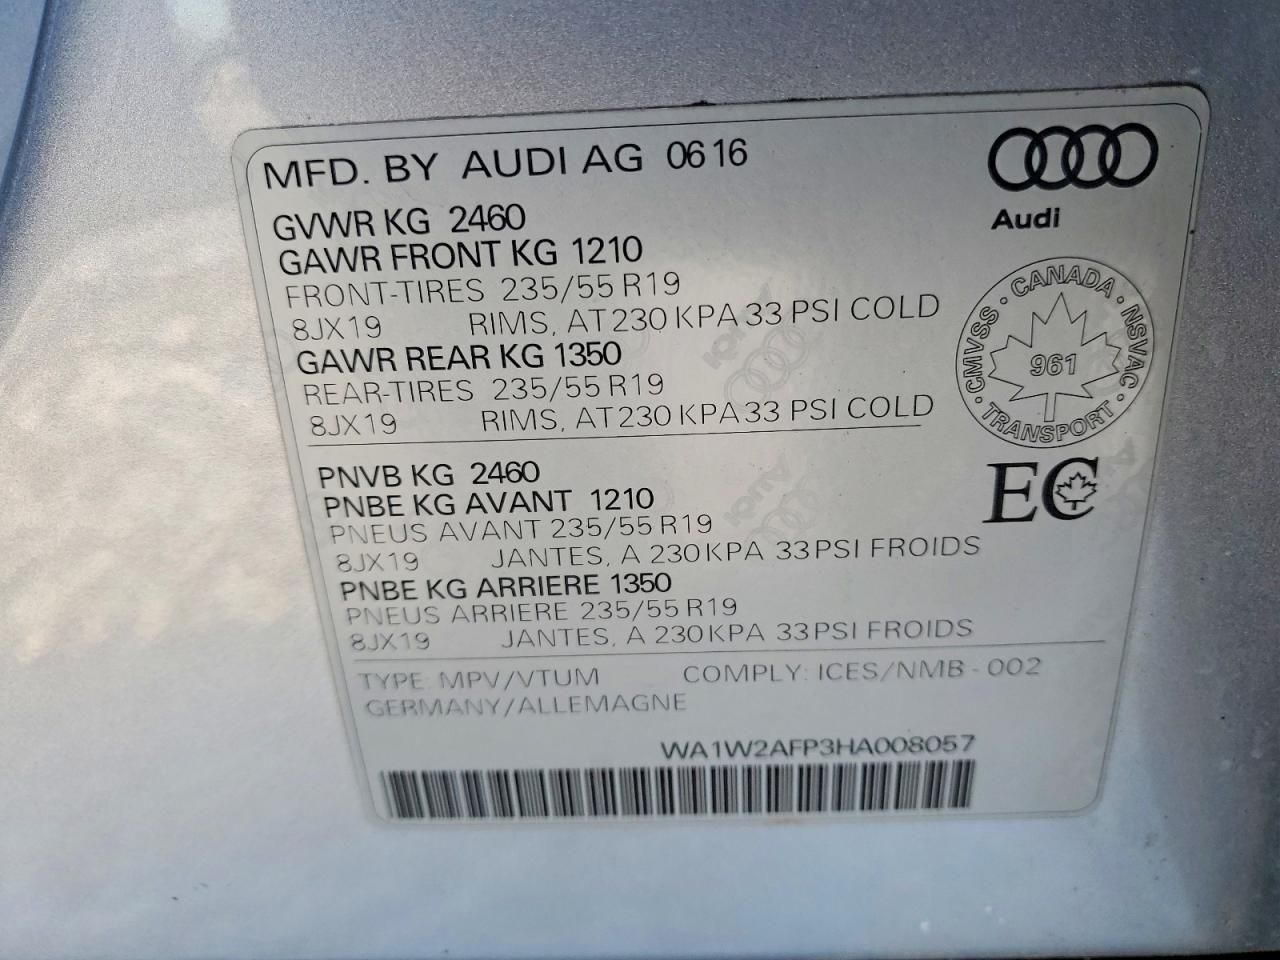 MFD. BY AUDI AG 0616
Audi
GVWR KG 2460
GAWR FRONT KG 1210
FRONT-TIRES 235/55 R19
8JX19 RIMS, AT 230 KPA 33 PSI COLD
GAWR REAR KG 1350
REAR-TIRES 235/55 R19
8JX19 RIMS, AT 230 KPA 33 PSI COLD
CMVSS · CANADA · NSVAC · TRANSPORT ·
961
EC
PNVB KG 2460
PNBE KG AVANT 1210
PNEUS AVANT 235/55 R19
8JX19 JANTES, A 230 KPA 33 PSI FROIDS
PNBE KG ARRIERE 1350
PNEUS ARRIERE 235/55 R19
8JX19 JANTES, A 230 KPA 33 PSI FROIDS
TYPE: MPV/VTUM COMPLY: ICES/NMB - 002
GERMANY/ALLEMAGNE
WA1W2AFP3HA008057